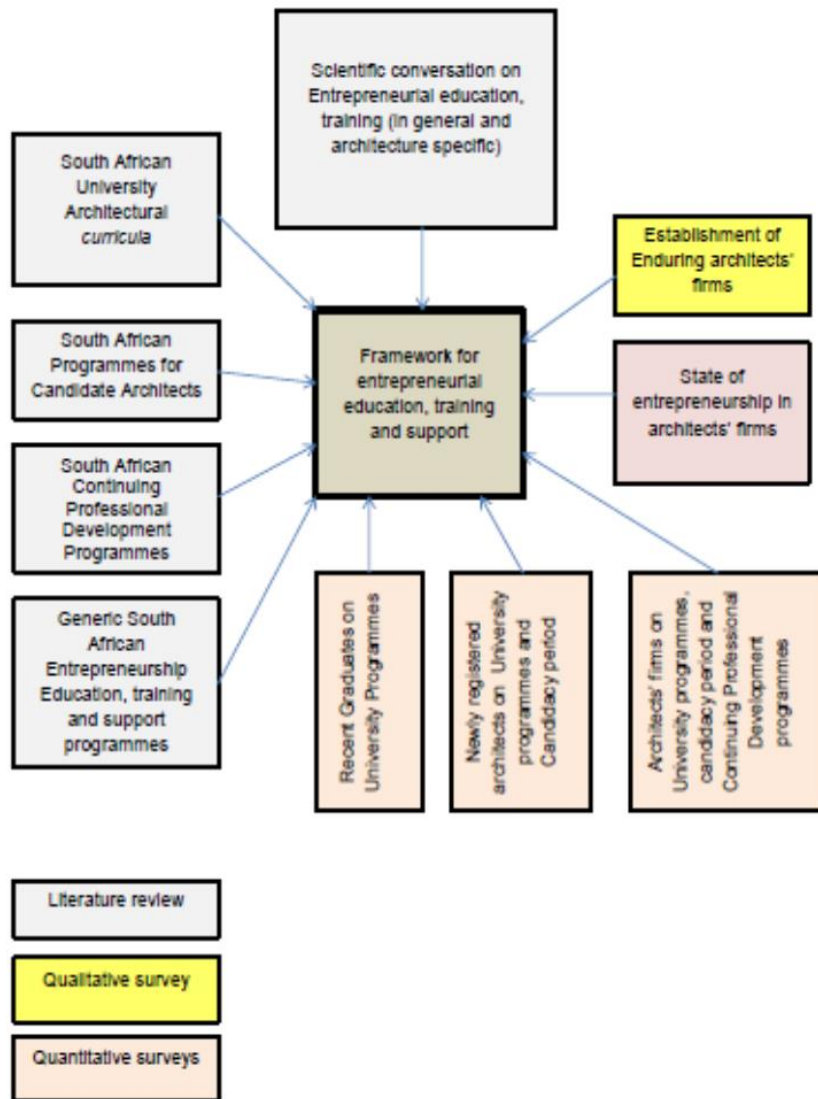 Scientific conversation on
Entrepreneurial education,
training (in general and
architecture specific)
South African
University
Architectural
curricula
South African
Programmes for
Candidate Architects
South African
Continuing
Professional
Development
Programmes
Generic South
African
Entrepreneurship
Education, training
and support
programmes
Framework for
entrepreneurial
education, training
and support
Establishment of
Enduring architects'
firms
State of
entrepreneurship in
architects' firms
Recent Graduates on
University Programmes
Newly registered
architects on University
programmes and
Candidacy period
Architects' firms on
University programmes,
candidacy period and
Continuing Professional
Development
programmes
Literature review
Qualitative survey
Quantitative surveys